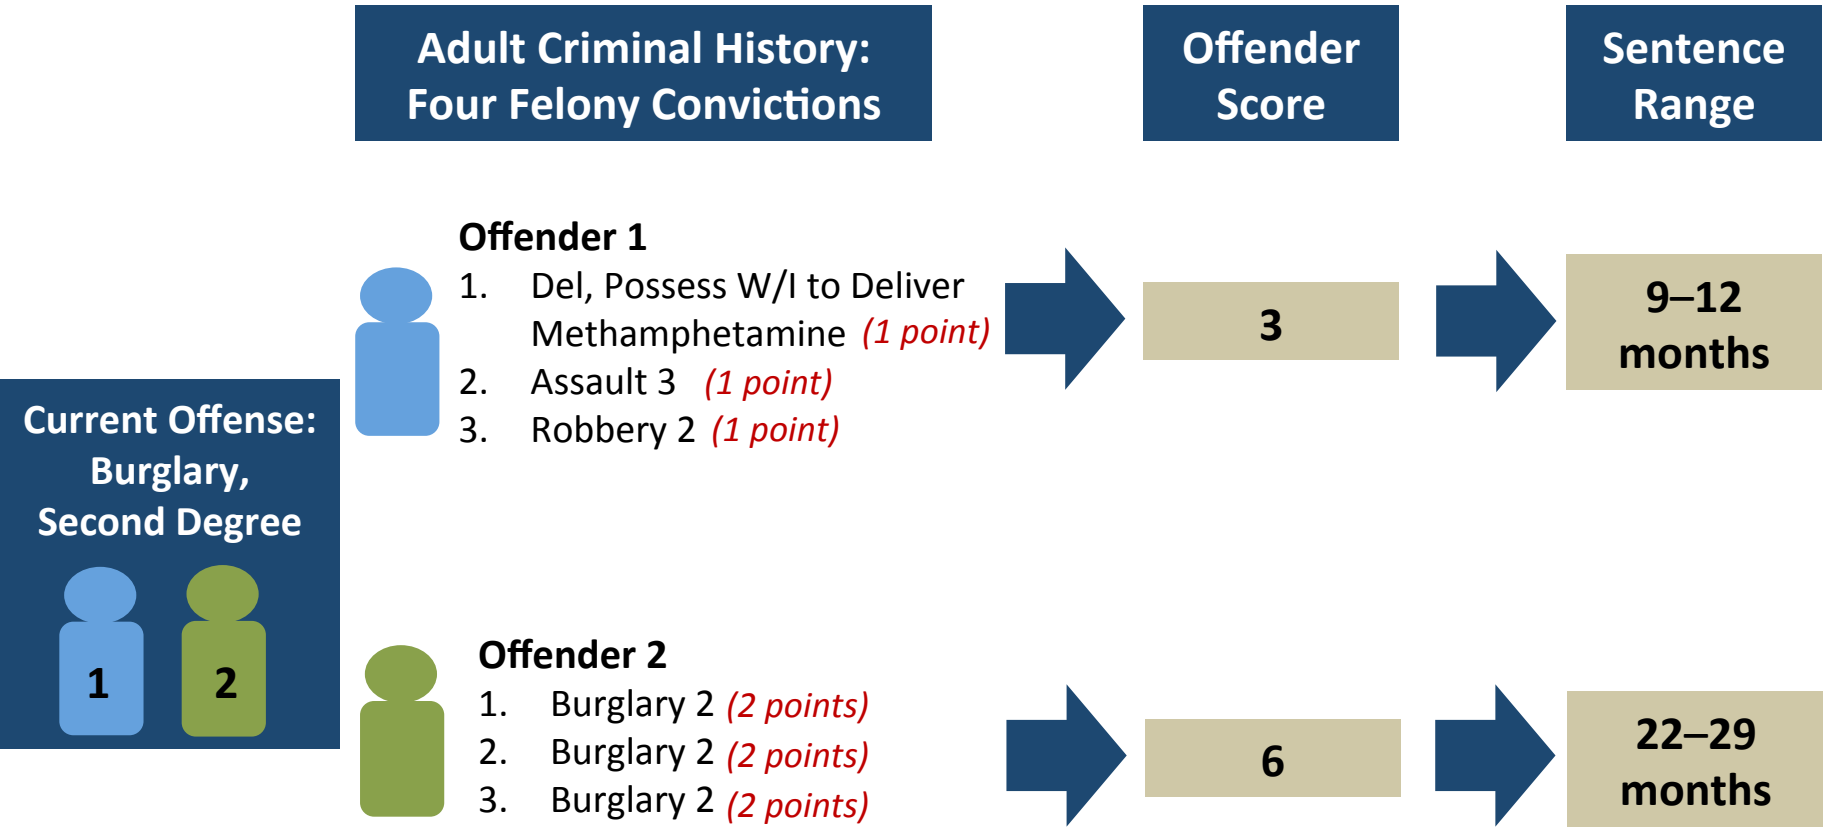 Adult Criminal History:
Four Felony Convictions
Offender
Score
Sentence
Range
Current Offense:
Burglary,
Second Degree
1
2
Offender 1
1. Del, Possess W/I to Deliver
Methamphetamine (1 point)
2. Assault 3 (1 point)
3. Robbery 2 (1 point)
3
9–12
months
Offender 2
1. Burglary 2 (2 points)
2. Burglary 2 (2 points)
3. Burglary 2 (2 points)
6
22–29
months